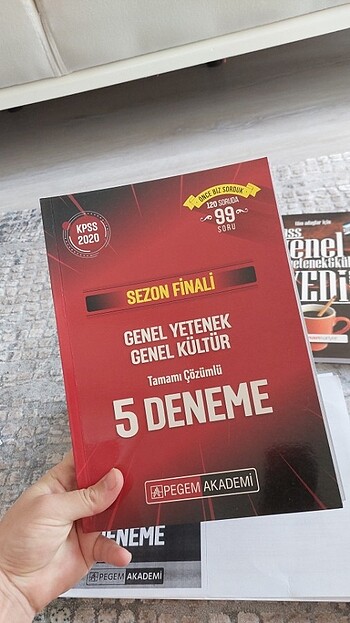 KPSS
2020
ÖNCE BİZ SORDUK
120 SORUDA
99
SORU
SEZON FİNALİ
GENEL YETENEK
GENEL KÜLTÜR
Tamamı Çözümlü
5 DENEME
PEGEM AKADEMİ
DENEME
PEGEM AKADEMİ